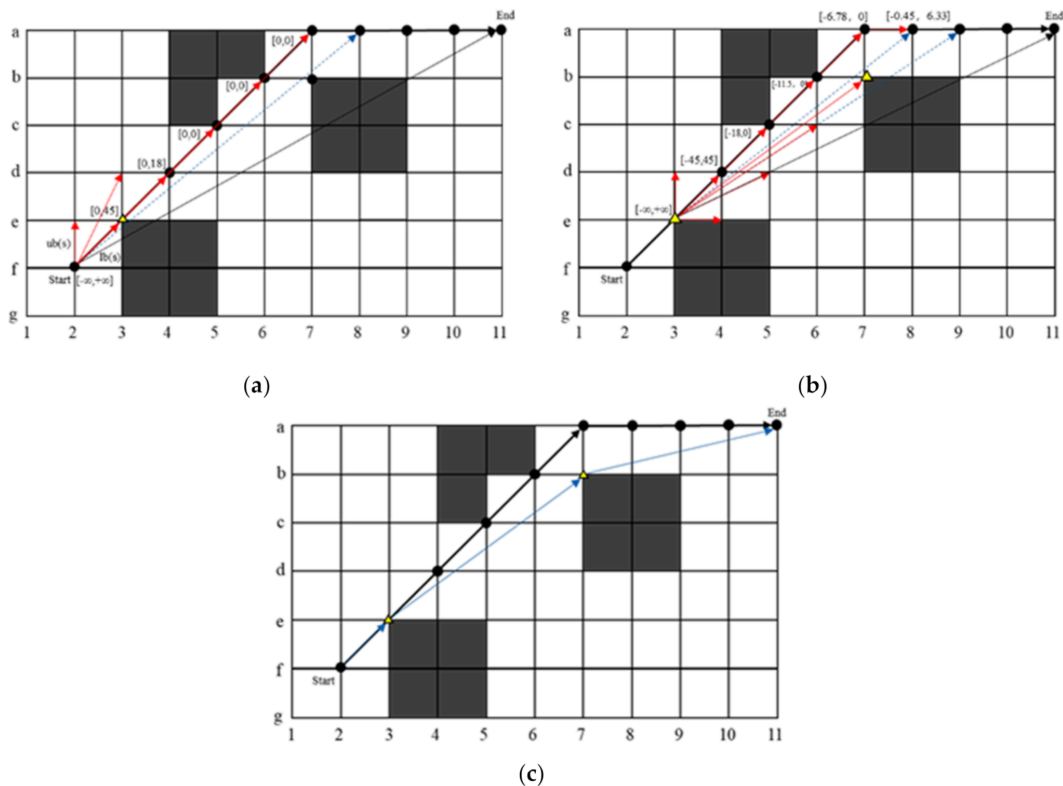 End
a
[0,0]
b
[0,0]
c
[0,0]
d
[0,18]
e
[0,45]
ub(s)
lb(s)
f
Start
[-∞,+∞]
g
1 2 3 4 5 6 7 8 9 10 11
(a)
[-6.78, 0]
[-0.45, 6.33]
End
a
b
[-11.5, 0]
c
[-18,0]
d
[-45,45]
e
[-∞,+∞]
f
Start
g
1 2 3 4 5 6 7 8 9 10 11
(b)
End
a
b
c
d
e
f
Start
g
1 2 3 4 5 6 7 8 9 10 11
(c)